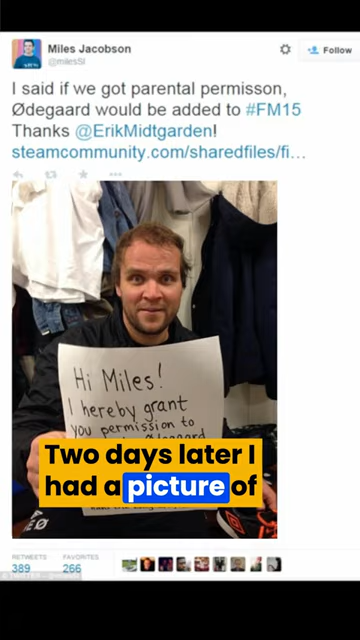 Miles Jacobson
@milesSI
Follow
I said if we got parental permisson,
Ødegaard would be added to #FM15
Thanks @ErikMidtgarden!
steamcommunity.com/sharedfiles/fi...
Hi Miles!
I hereby grant
you permission to
Two days later I
had a picture of
RETWEETS
FAVORITES
389
266